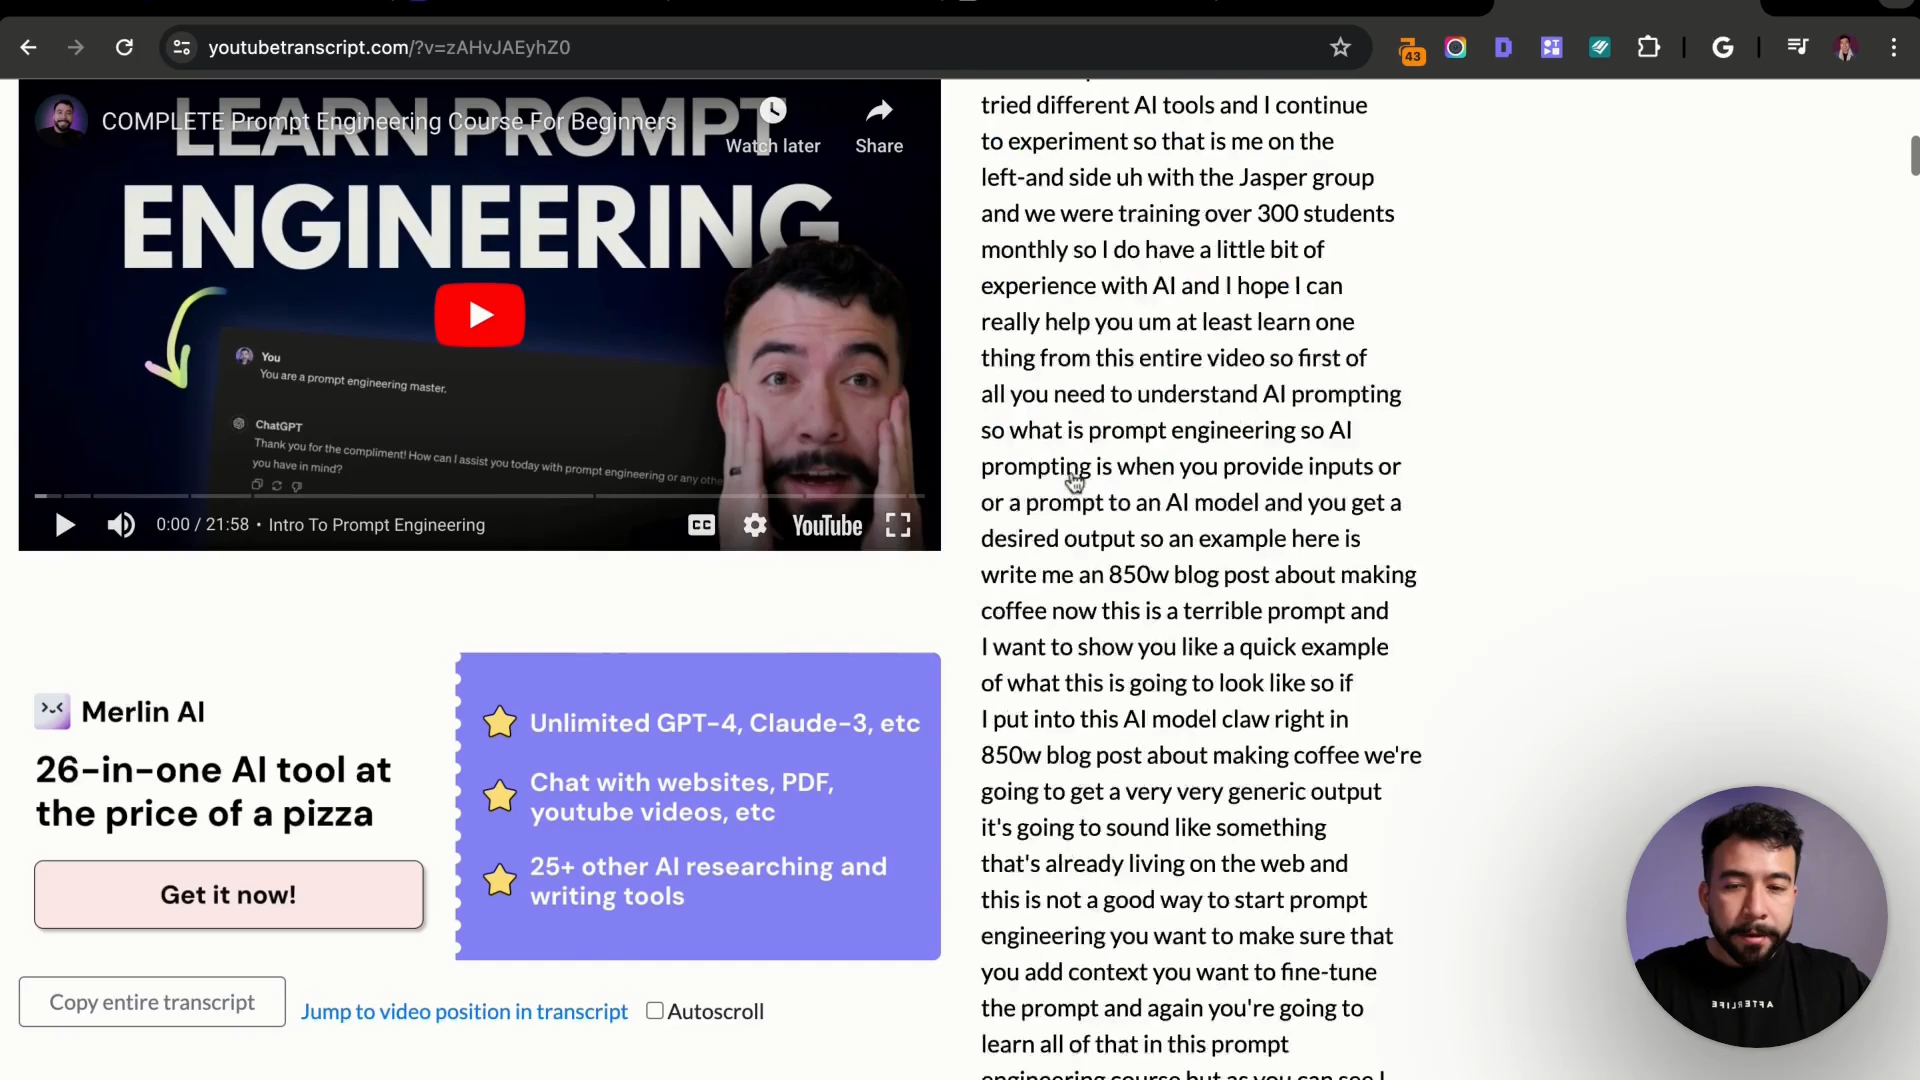 youtubetranscript.com/?v=zAHvJAEyhZ0
43
LEARN PROMPT
COMPLETE Prompt Engineering Course For Beginners
Watch later
Share
ENGINEERING
You
You are a prompt engineering master.
ChatGPT
Thank you for the compliment! How can I assist you today with prompt engineering or any othe
you have in mind?
0:00 / 21:58 • Intro To Prompt Engineering
CC
YouTube
Merlin AI
26-in-one AI tool at
the price of a pizza
Get it now!
Unlimited GPT-4, Claude-3, etc
Chat with websites, PDF,
youtube videos, etc
25+ other AI researching and
writing tools
Copy entire transcript
Jump to video position in transcript
Autoscroll
tried different AI tools and I continue
to experiment so that is me on the
left-and side uh with the Jasper group
and we were training over 300 students
monthly so I do have a little bit of
experience with AI and I hope I can
really help you um at least learn one
thing from this entire video so first of
all you need to understand AI prompting
so what is prompt engineering so AI
prompting is when you provide inputs or
or a prompt to an AI model and you get a
desired output so an example here is
write me an 850w blog post about making
coffee now this is a terrible prompt and
I want to show you like a quick example
of what this is going to look like so if
I put into this AI model claw right in
850w blog post about making coffee we're
going to get a very very generic output
it's going to sound like something
that's already living on the web and
this is not a good way to start prompt
engineering you want to make sure that
you add context you want to fine-tune
the prompt and again you're going to
learn all of that in this prompt
engineering course but as you can see I
AFTERLIFE